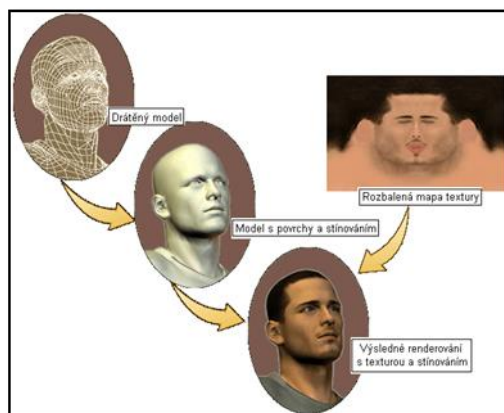 Drátěný model
Rozbalená mapa textury
Model s povrchy a stínováním
Výsledné renderování
s texturou a stínováním